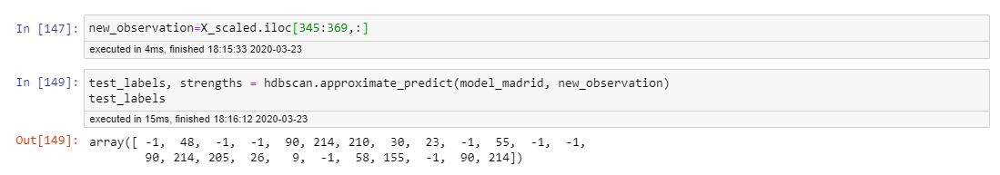 In [147]: new_observation=X_scaled.iloc[345:369,:]
executed in 4ms, finished 18:15:33 2020-03-23
In [149]: test_labels, strengths = hdbscan.approximate_predict(model_madrid, new_observation)
test_labels
executed in 15ms, finished 18:16:12 2020-03-23
Out[149]: array([ -1,  48,  -1,  -1,  90, 214, 210,  30,  23,  -1,  55,  -1,  -1,
        90, 214, 205,  26,   9,  -1,  58, 155,  -1,  90, 214])